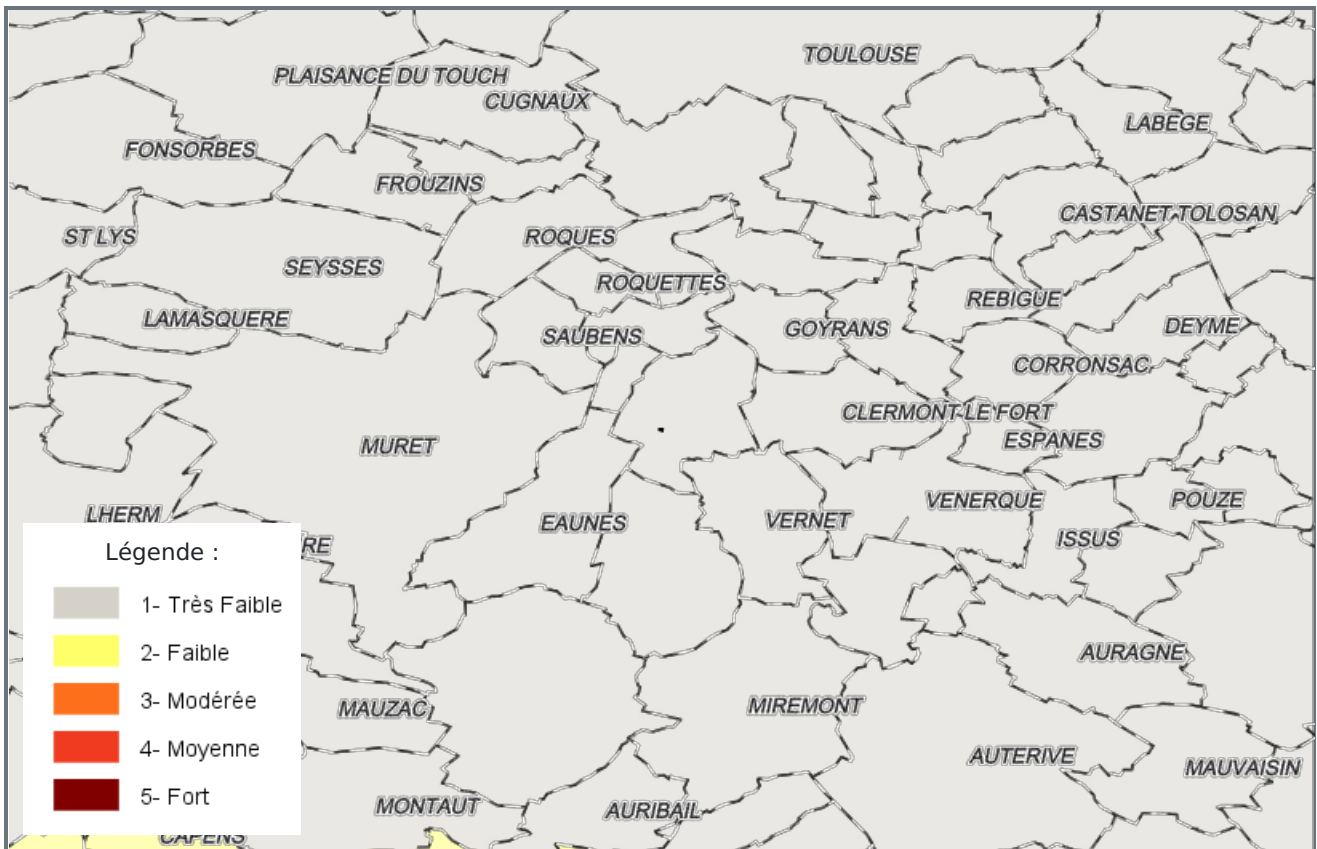 TOULOUSE
PLAISANCE DU TOUCH
CUGNAUX
LABEGE
FONSORBES
FROUZINS
CASTANET-TOLOSAN
ST LYS
ROQUES
SEYSSES
ROQUETTES
REBIGUE
LAMASQUERE
SAUBENS
GOYRANS
DEYME
CORRONSAC
CLERMONT-LE FORT
MURET
ESPANES
LHERM
EAUNES
VERNET
VENERQUE
POUZE
ISSUS
RE
Légende :
1- Très Faible
2- Faible
3- Modérée
4- Moyenne
5- Fort
AURAGNE
MAUZAC
MIREMONT
AUTERIVE
MAUVAISIN
MONTAUT
AURIBAIL
CAPENS